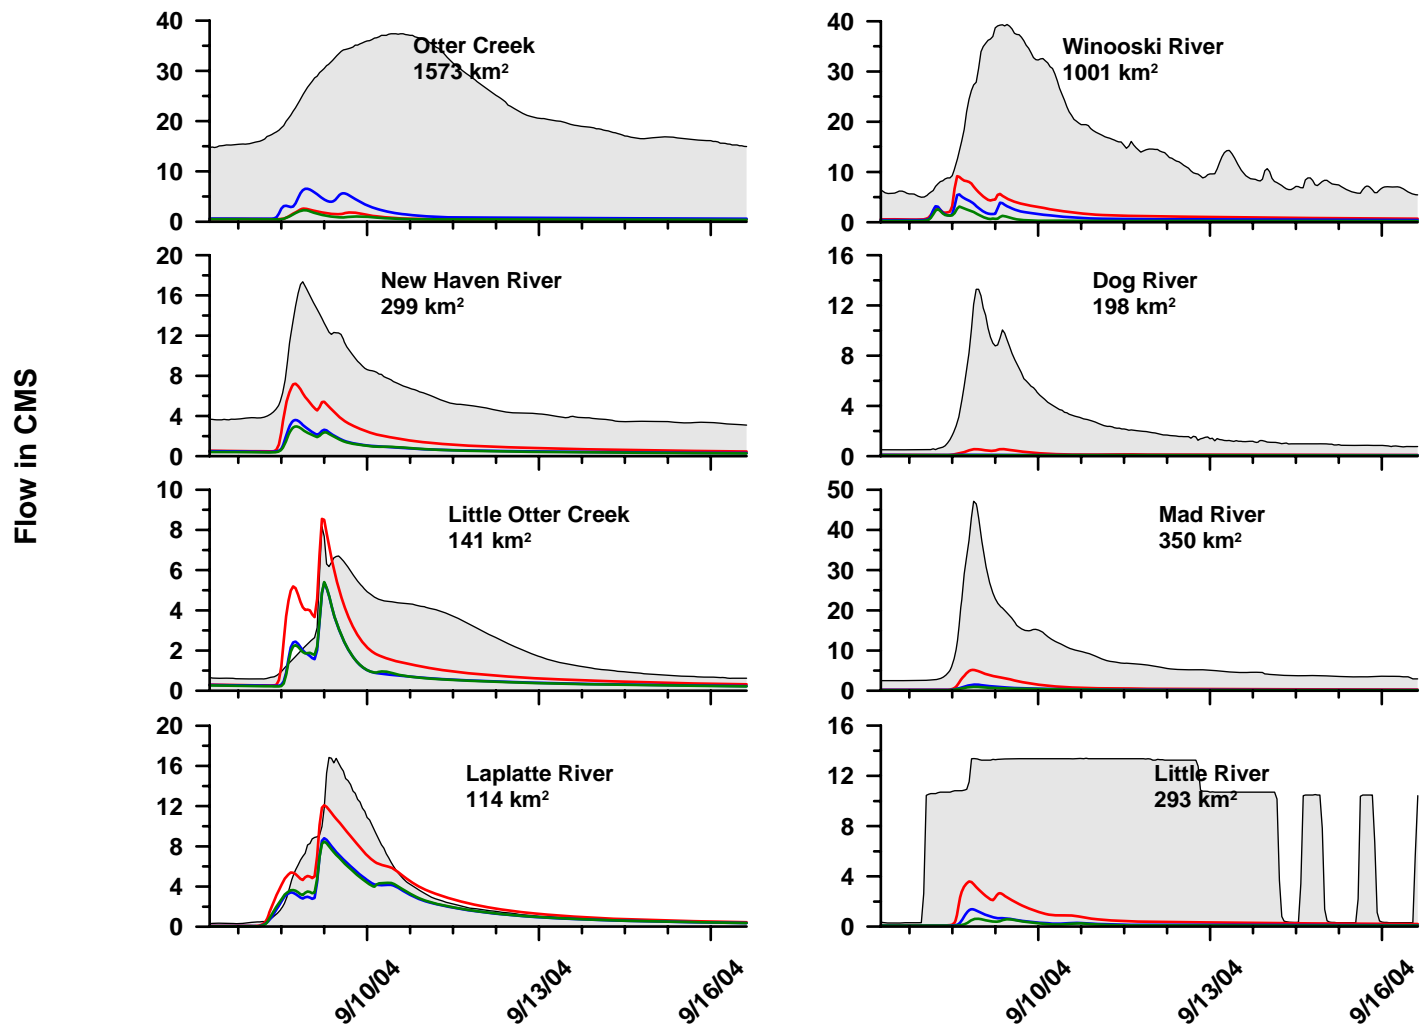 Flow in CMS
40
30
20
10
0
Otter Creek
1573 km²
40
30
20
10
0
Winooski River
1001 km²
20
16
12
8
4
0
New Haven River
299 km²
16
12
8
4
0
Dog River
198 km²
10
8
6
4
2
0
Little Otter Creek
141 km²
50
40
30
20
10
0
Mad River
350 km²
20
16
12
8
4
0
Laplatte River
114 km²
16
12
8
4
0
Little River
293 km²
9/10/04
9/13/04
9/16/04
9/10/04
9/13/04
9/16/04